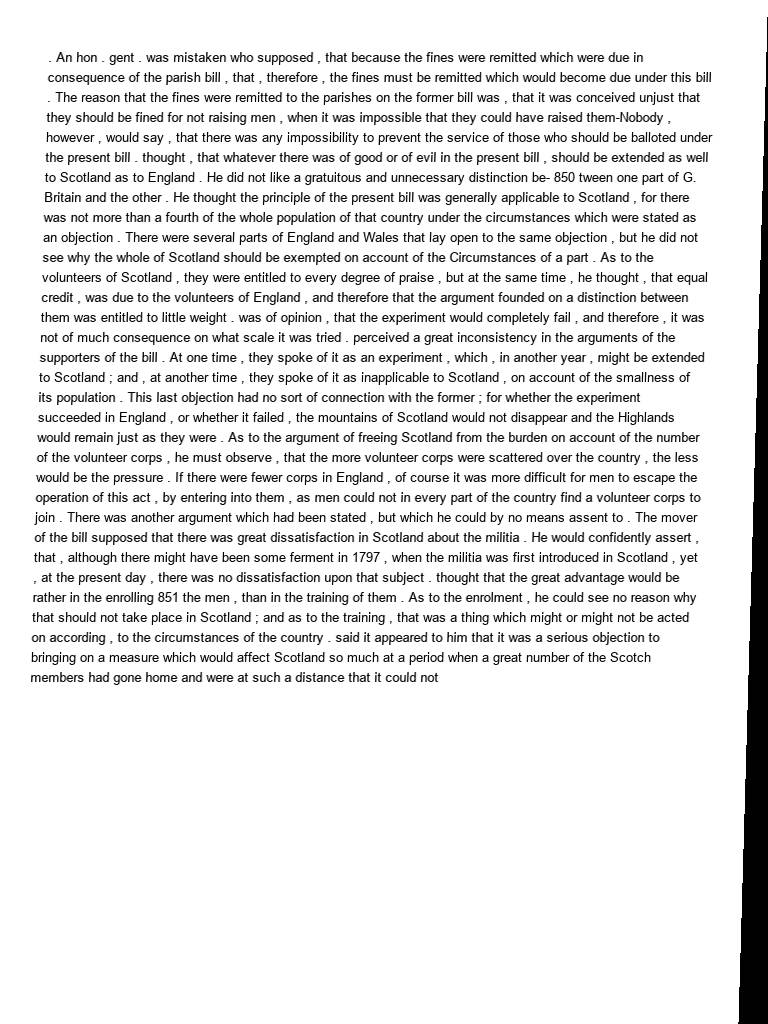 . An hon . gent . was mistaken who supposed , that because the fines were remitted which were due in
consequence of the parish bill , that , therefore , the fines must be remitted which would become due under this bill
. The reason that the fines were remitted to the parishes on the former bill was , that it was conceived unjust that
they should be fined for not raising men , when it was impossible that they could have raised them-Nobody ,
however , would say , that there was any impossibility to prevent the service of those who should be balloted under
the present bill . thought , that whatever there was of good or of evil in the present bill , should be extended as well
to Scotland as to England . He did not like a gratuitous and unnecessary distinction be- 850 tween one part of G.
Britain and the other . He thought the principle of the present bill was generally applicable to Scotland , for there
was not more than a fourth of the whole population of that country under the circumstances which were stated as
an objection . There were several parts of England and Wales that lay open to the same objection , but he did not
see why the whole of Scotland should be exempted on account of the Circumstances of a part . As to the
volunteers of Scotland , they were entitled to every degree of praise , but at the same time , he thought , that equal
credit , was due to the volunteers of England , and therefore that the argument founded on a distinction between
them was entitled to little weight . was of opinion , that the experiment would completely fail , and therefore , it was
not of much consequence on what scale it was tried . perceived a great inconsistency in the arguments of the
supporters of the bill . At one time , they spoke of it as an experiment , which , in another year , might be extended
to Scotland ; and , at another time , they spoke of it as inapplicable to Scotland , on account of the smallness of
its population . This last objection had no sort of connection with the former ; for whether the experiment
succeeded in England , or whether it failed , the mountains of Scotland would not disappear and the Highlands
would remain just as they were . As to the argument of freeing Scotland from the burden on account of the number
of the volunteer corps , he must observe , that the more volunteer corps were scattered over the country , the less
would be the pressure . If there were fewer corps in England , of course it was more difficult for men to escape the
operation of this act , by entering into them , as men could not in every part of the country find a volunteer corps to
join . There was another argument which had been stated , but which he could by no means assent to . The mover
of the bill supposed that there was great dissatisfaction in Scotland about the militia . He would confidently assert ,
that , although there might have been some ferment in 1797 , when the militia was first introduced in Scotland , yet
, at the present day , there was no dissatisfaction upon that subject . thought that the great advantage would be
rather in the enrolling 851 the men , than in the training of them . As to the enrolment , he could see no reason why
that should not take place in Scotland ; and as to the training , that was a thing which might or might not be acted
on according , to the circumstances of the country . said it appeared to him that it was a serious objection to
bringing on a measure which would affect Scotland so much at a period when a great number of the Scotch
members had gone home and were at such a distance that it could not